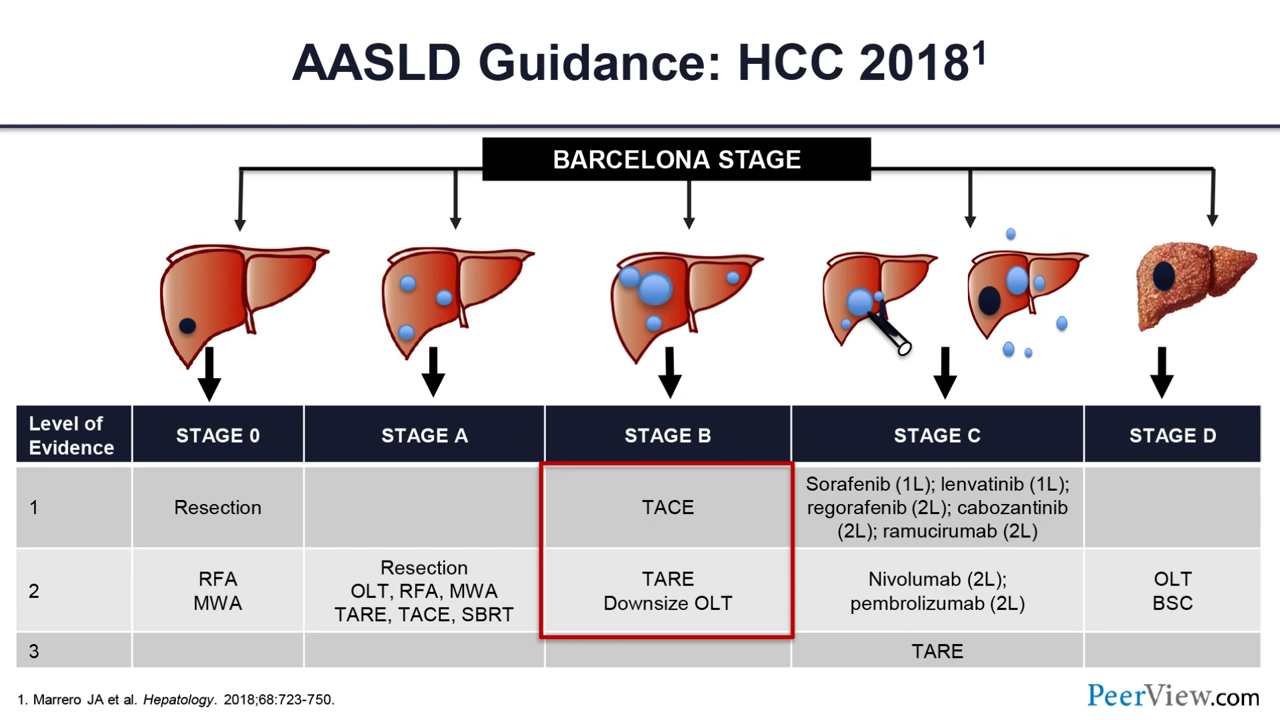 AASLD Guidance: HCC 2018¹
BARCELONA STAGE
Level of
Evidence
STAGE 0
STAGE A
STAGE B
STAGE C
STAGE D
1
Resection
TACE
Sorafenib (1L); lenvatinib (1L);
regorafenib (2L); cabozantinib
(2L); ramucirumab (2L)
2
RFA
MWA
Resection
OLT, RFA, MWA
TARE, TACE, SBRT
TARE
Downsize OLT
Nivolumab (2L);
pembrolizumab (2L)
OLT
BSC
3
TARE
1. Marrero JA et al. Hepatology. 2018;68:723-750.
PeerView.com